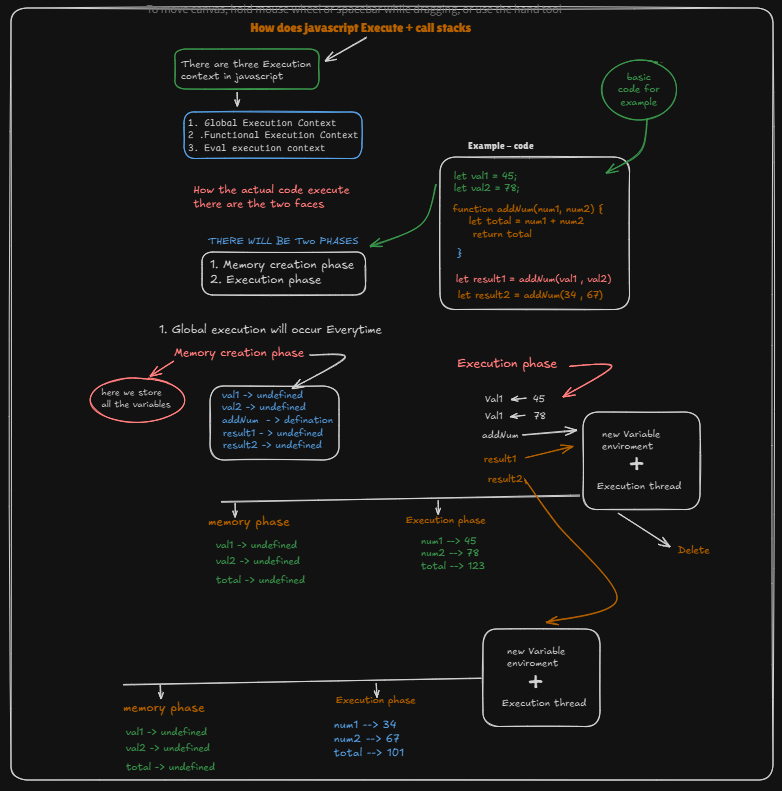 To move canvas, hold mouse wheel or spacebar while dragging, or use the hand tool
How does javascript Execute + call stacks
There are three Execution
context in javascript
basic
code for
example
1. Global Execution Context
2 .Functional Execution Context
3. Eval execution context
Example - code
let val1 = 45;
let val2 = 78;
function addNum(num1, num2) {
let total = num1 + num2
return total
}
let result1 = addNum(val1 , val2)
let result2 = addNum(34 , 67)
How the actual code execute
there are the two faces
THERE WILL BE Two PHASES
1. Memory creation phase
2. Execution phase
1. Global execution will occur Everytime
Memory creation phase
here we store
all the variables
val1 -> undefined
val2 -> undefined
addNum -> defination
result1 - > undefined
result2 -> undefined
Execution phase
Val1 45
Val1 78
addNum
result1
result2
new Variable
enviroment
+
Execution thread
Delete
memory phase
val1 -> undefined
val2 -> undefined
total -> undefined
Execution phase
num1 --> 45
num2 --> 78
total --> 123
new Variable
enviroment
+
Execution thread
memory phase
val1 -> undefined
val2 -> undefined
total -> undefined
Execution phase
num1 --> 34
num2 --> 67
total --> 101